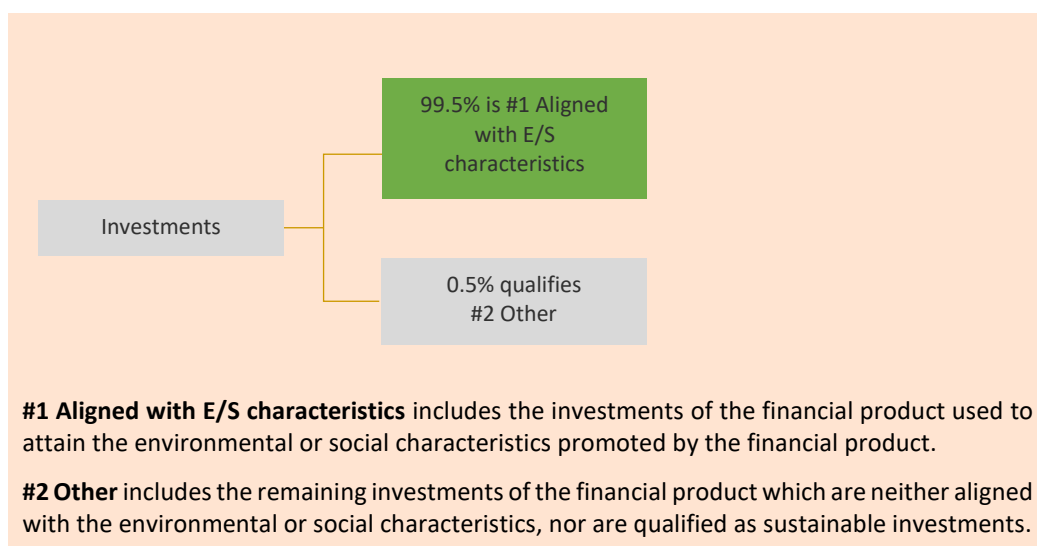 99.5% is #1 Aligned
with E/S
characteristics
Investments
0.5% qualifies
#2 Other
#1 Aligned with E/S characteristics includes the investments of the financial product used to
attain the environmental or social characteristics promoted by the financial product.
#2 Other includes the remaining investments of the financial product which are neither aligned
with the environmental or social characteristics, nor are qualified as sustainable investments.